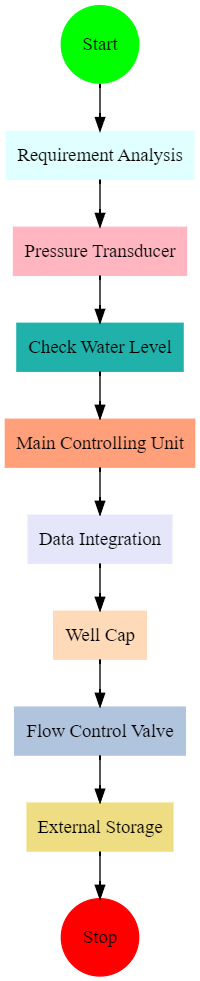 Start
Requirement Analysis
Pressure Transducer
Check Water Level
Main Controlling Unit
Data Integration
Well Cap
Flow Control Valve
External Storage
Stop